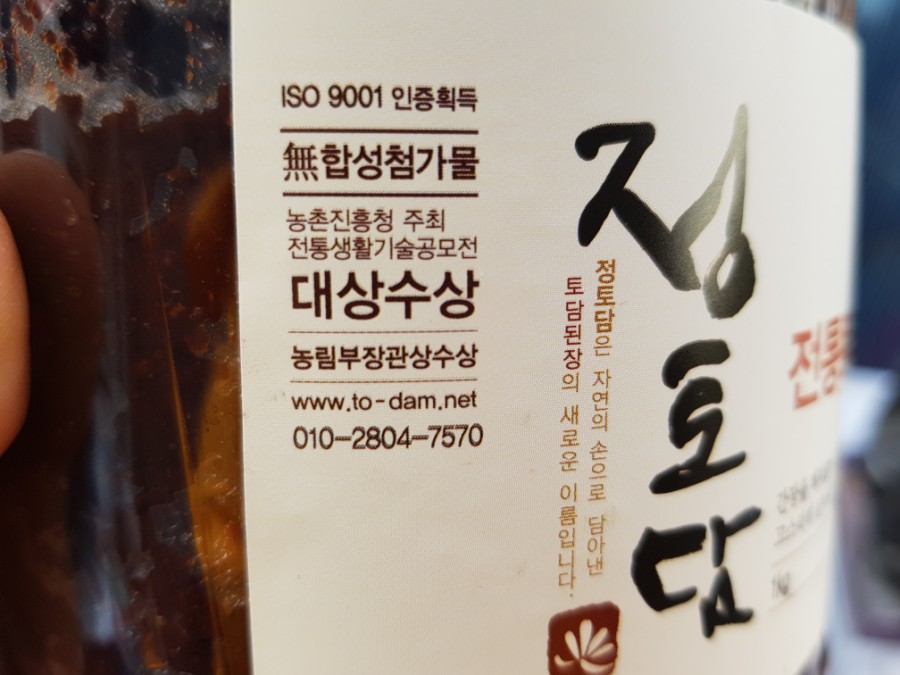 ISO 9001 인증획득
無합성첨가물
농촌진흥청 주최
전통생활기술공모전
대상수상
농림부장관상수상
www.to-dam.net
010-2804-7570
정토담
정토담은 자연의 손으로 담아낸
토담된장의 새로운 이름입니다.
전통
1kg